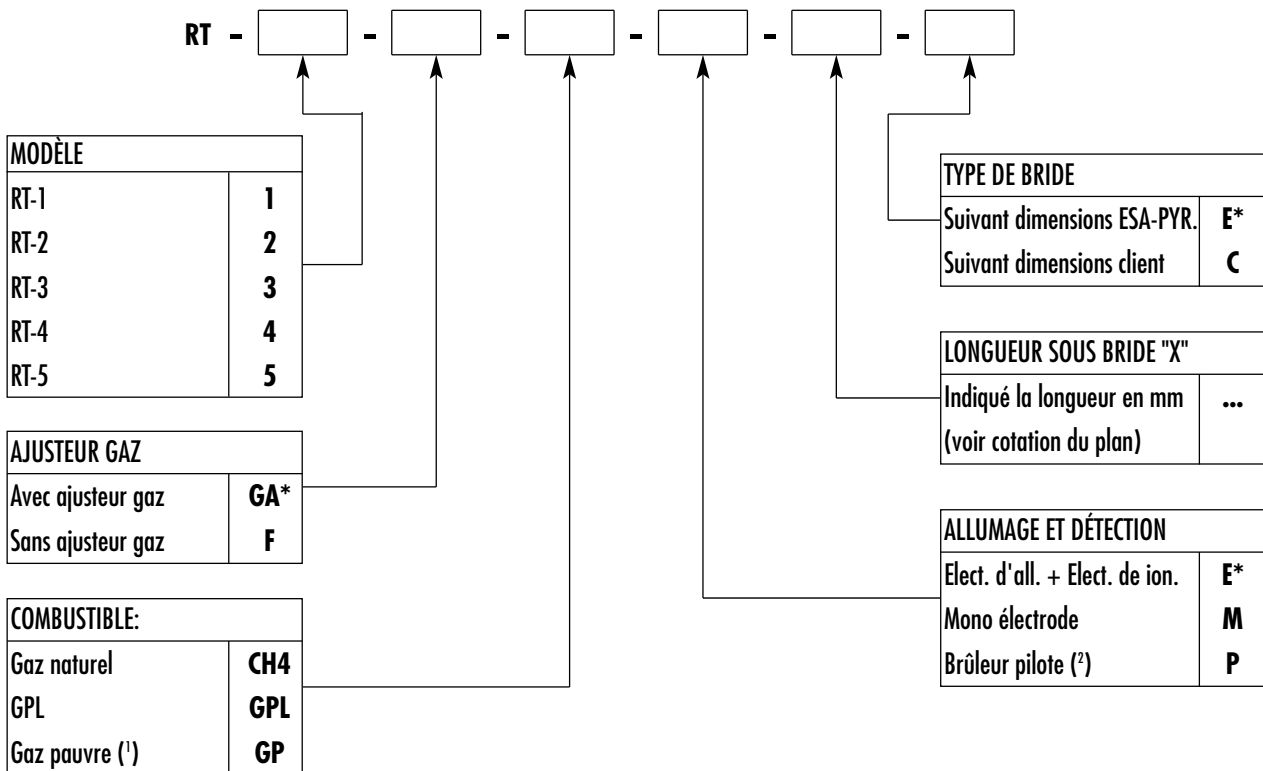 RT - - - - - -
MODÈLE
RT-1 1
RT-2 2
RT-3 3
RT-4 4
RT-5 5
AJUSTEUR GAZ
Avec ajusteur gaz GA*
Sans ajusteur gaz F
COMBUSTIBLE:
Gaz naturel CH4
GPL GPL
Gaz pauvre (¹) GP
TYPE DE BRIDE
Suivant dimensions ESA-PYR. E*
Suivant dimensions client C
LONGUEUR SOUS BRIDE "X"
Indiqué la longueur en mm ...
(voir cotation du plan)
ALLUMAGE ET DÉTECTION
Elect. d'all. + Elect. de ion. E*
Mono électrode M
Brûleur pilote (²) P